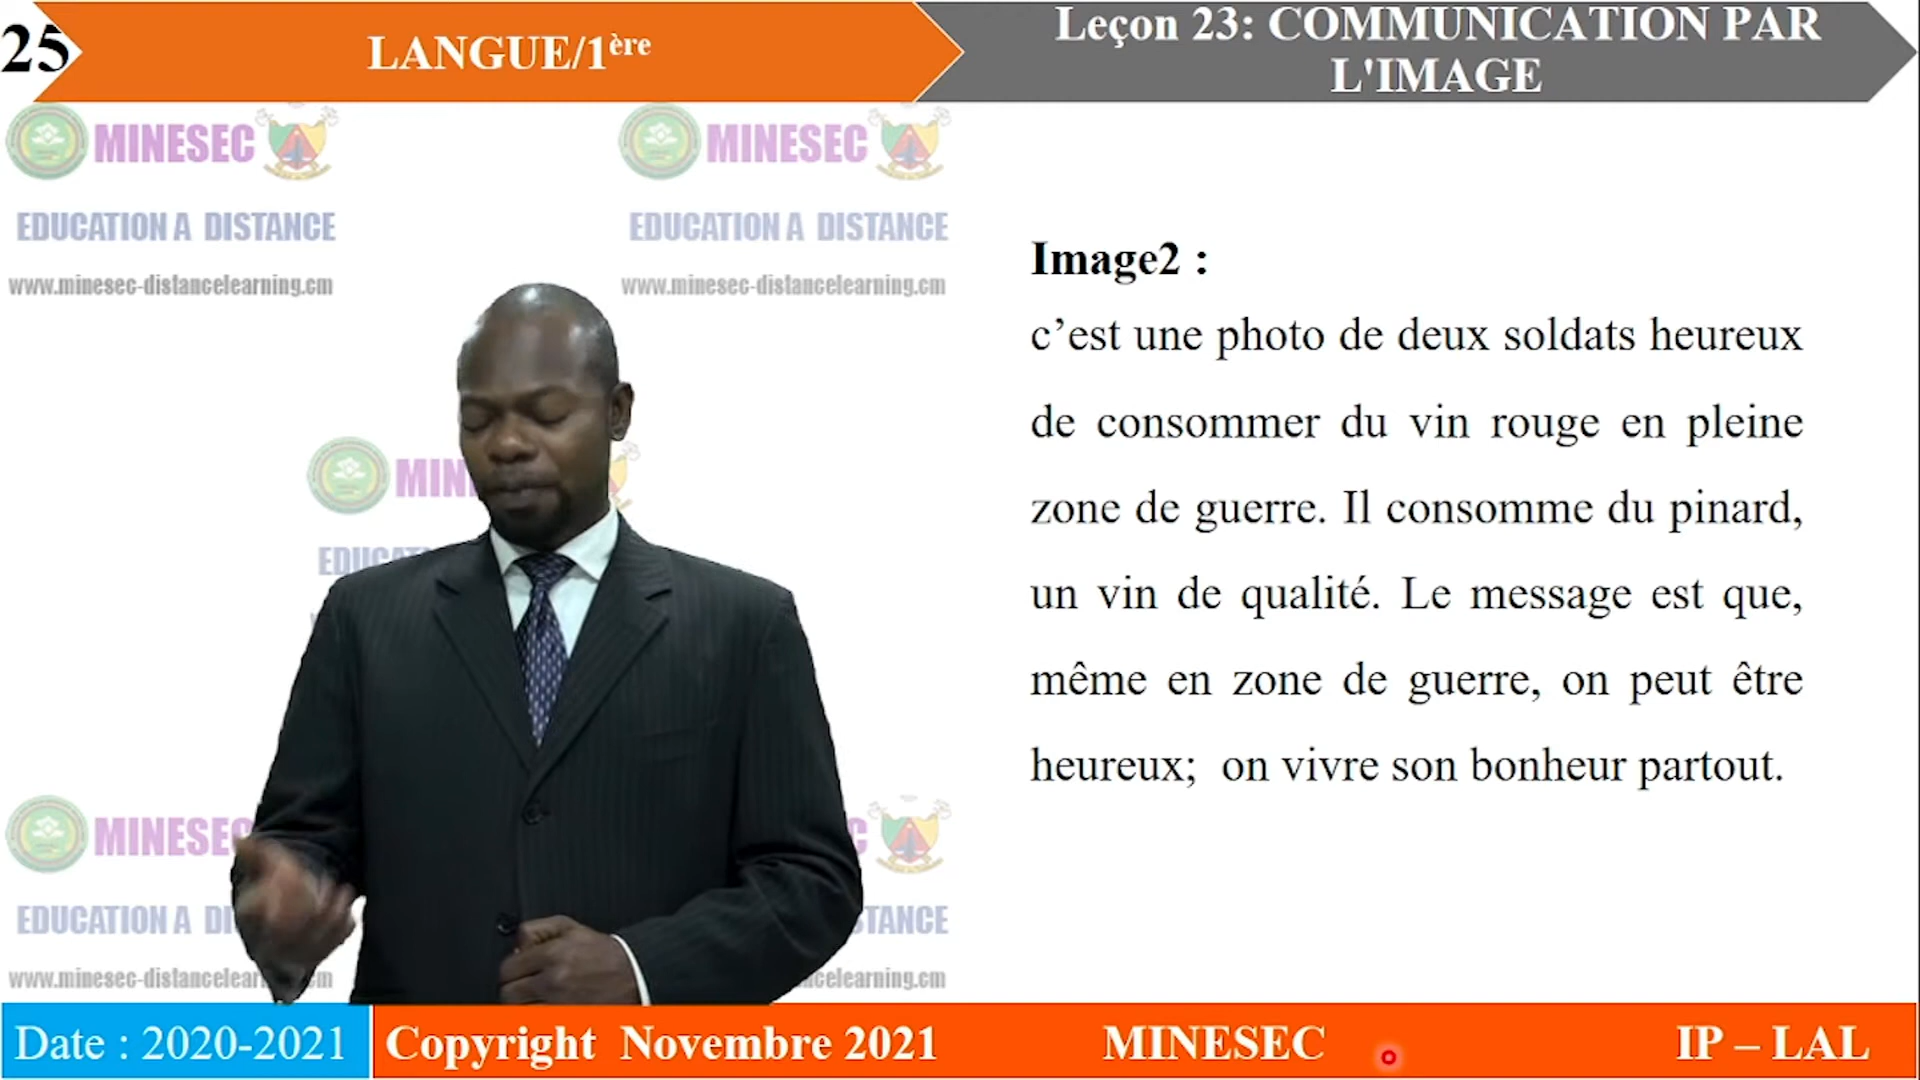 25
LANGUE/1ère
Leçon 23: COMMUNICATION PAR
L'IMAGE
MINESEC
MINESEC
EDUCATION A DISTANCE
EDUCATION A DISTANCE
www.minesec-distancelearning.cm
www.minesec-distancelearning.cm
Image2 :
c’est une photo de deux soldats heureux
de consommer du vin rouge en pleine
zone de guerre. Il consomme du pinard,
un vin de qualité. Le message est que,
même en zone de guerre, on peut être
heureux; on vivre son bonheur partout.
Date : 2020-2021
Copyright Novembre 2021
MINESEC
IP – LAL